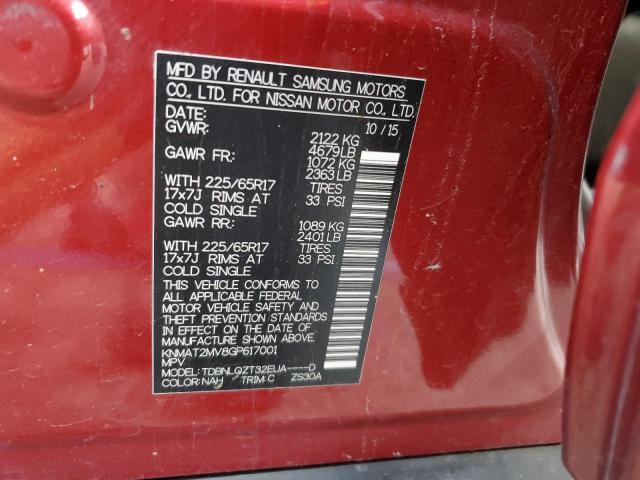 MFD BY RENAULT SAMSUNG MOTORS
CO., LTD. FOR NISSAN MOTOR CO., LTD.
DATE: 10/15
GVWR: 2122 KG
4679 LB
GAWR FR: 1072 KG
2363 LB
WITH 225/65R17 TIRES
17x7J RIMS AT 33 PSI
COLD SINGLE
GAWR RR: 1089 KG
2401 LB
WITH 225/65R17 TIRES
17x7J RIMS AT 33 PSI
COLD SINGLE
THIS VEHICLE CONFORMS TO
ALL APPLICABLE FEDERAL
MOTOR VEHICLE SAFETY AND
THEFT PREVENTION STANDARDS
IN EFFECT ON THE DATE OF
MANUFACTURE SHOWN ABOVE.
KNMAT2MV8GP617001
MPV
MODEL: TDBNLQZT32EUA----D
COLOR: NAH TRIM: C ZS30A